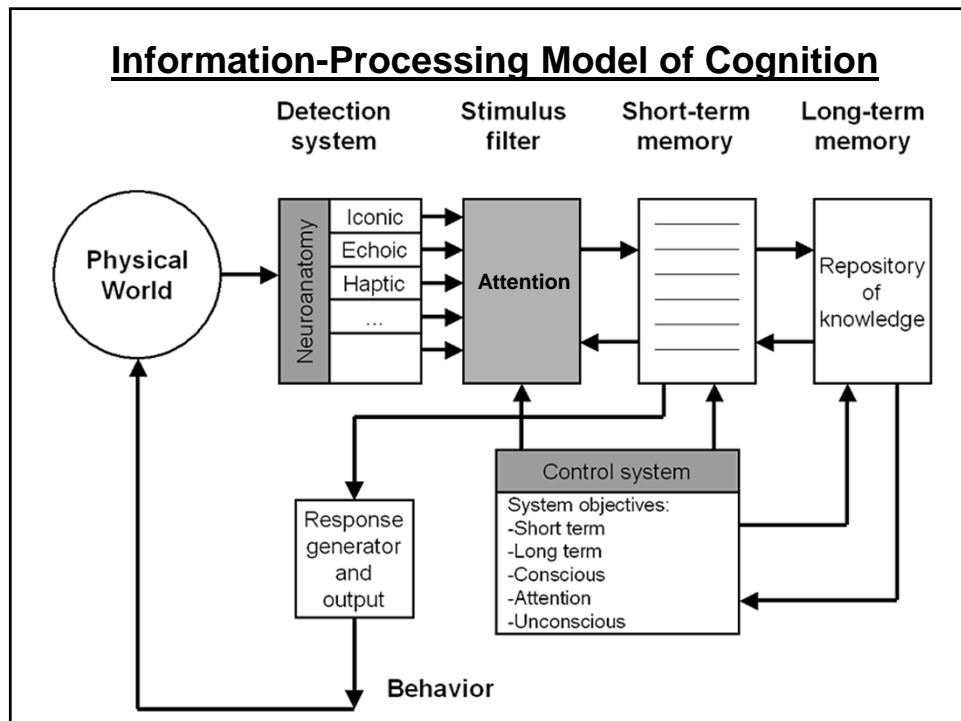 Information-Processing Model of Cognition
Detection
system
Stimulus
filter
Short-term
memory
Long-term
memory
Physical
World
Neuroanatomy
Iconic
Echoic
Haptic
...
Attention
Repository
of
knowledge
Control system
System objectives:
-Short term
-Long term
-Conscious
-Attention
-Unconscious
Response
generator
and
output
Behavior